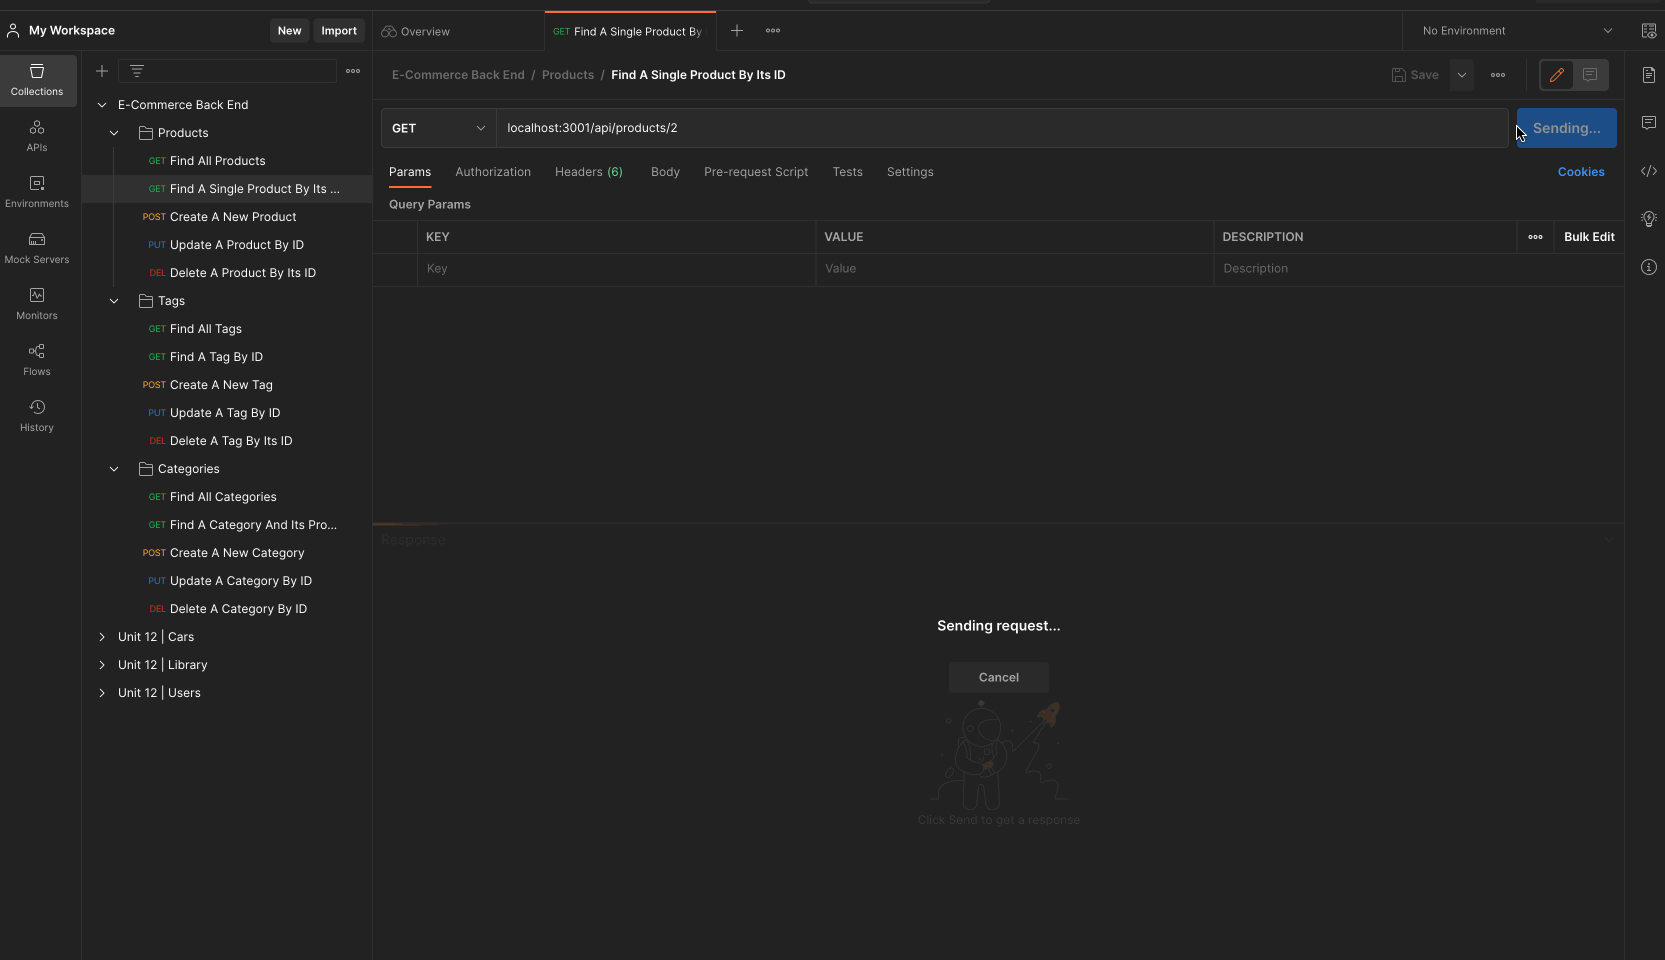 My Workspace
New
Import
Overview
GET Find A Single Product By
No Environment
Collections
APIs
Environments
Mock Servers
Monitors
Flows
History
E-Commerce Back End
Products
GET Find All Products
GET Find A Single Product By Its ...
POST Create A New Product
PUT Update A Product By ID
DEL Delete A Product By Its ID
Tags
GET Find All Tags
GET Find A Tag By ID
POST Create A New Tag
PUT Update A Tag By ID
DEL Delete A Tag By Its ID
Categories
GET Find All Categories
GET Find A Category And Its Pro...
POST Create A New Category
PUT Update A Category By ID
DEL Delete A Category By ID
Unit 12 | Cars
Unit 12 | Library
Unit 12 | Users
E-Commerce Back End / Products / Find A Single Product By Its ID
Save
GET
localhost:3001/api/products/2
Sending...
Params
Authorization
Headers (6)
Body
Pre-request Script
Tests
Settings
Cookies
Query Params
KEY
VALUE
DESCRIPTION
Bulk Edit
Key
Value
Description
Response
Sending request...
Cancel
Click Send to get a response